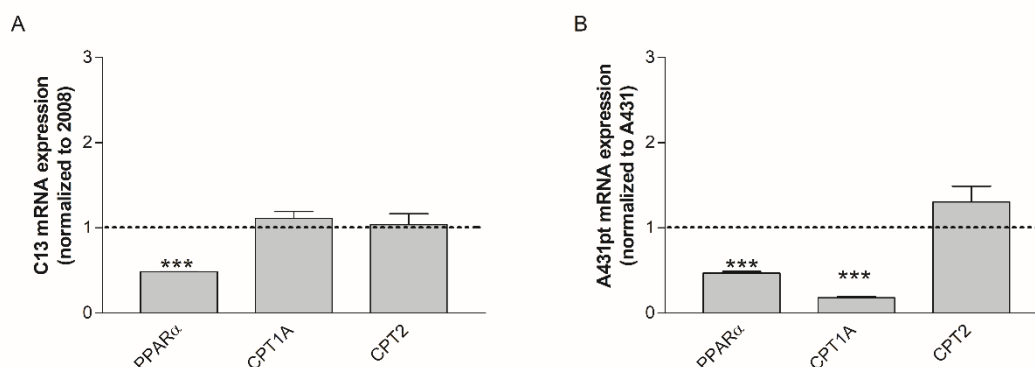 A
C13 mRNA expression
(normalized to 2008)
3
2
1
0
***
PPARα
CPT1A
CPT2
B
A431pt mRNA expression
(normalized to A431)
3
2
1
0
***
***
PPARα
CPT1A
CPT2